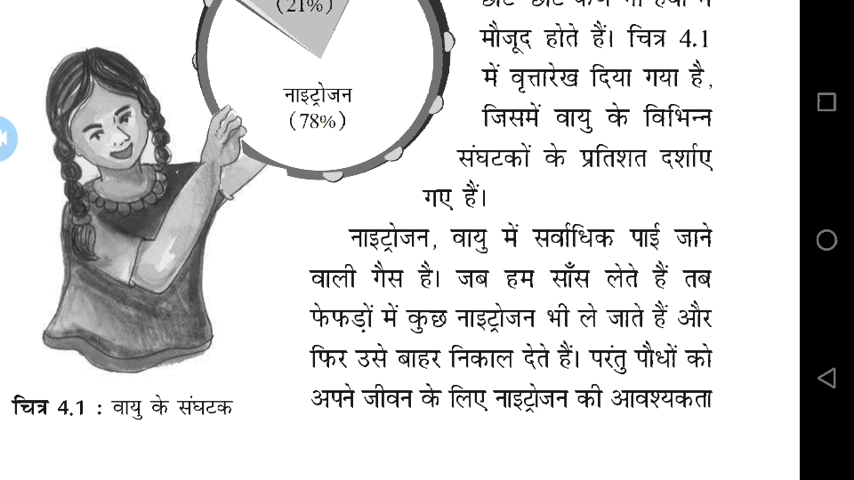 (21%)
मौजूद होते हैं। चित्र 4.1
में वृत्तारेख दिया गया है,
नाइट्रोजन
(78%)
जिसमें वायु के विभिन्न
संघटकों के प्रतिशत दर्शाए
गए हैं।
नाइट्रोजन, वायु में सर्वाधिक पाई जाने
वाली गैस है। जब हम साँस लेते हैं तब
फेफड़ों में कुछ नाइट्रोजन भी ले जाते हैं और
फिर उसे बाहर निकाल देते हैं। परंतु पौधों को
अपने जीवन के लिए नाइट्रोजन की आवश्यकता
चित्र 4.1 : वायु के संघटक